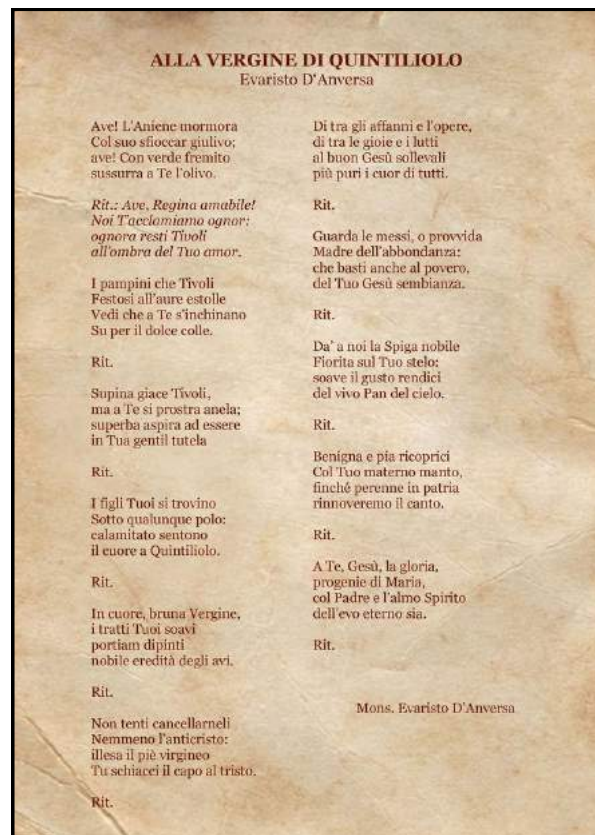 ALLA VERGINE DI QUINTILIOLO
Evaristo D'Anversa
Ave! L'Aniene mormora
Col suo sfioccar giulivo;
ave! Con verde fremito
sussurra a Te l'olivo.
Rit.: Ave, Regina amabile!
Noi T'acclamiamo ognor:
ognora resti Tivoli
all'ombra del Tuo amor.
I pampini che Tivoli
Festosi all'aure estolle
Vedi che a Te s'inchinano
Su per il dolce colle.
Rit.
Supina giace Tivoli,
ma a Te si prostra anela;
superba aspira ad essere
in Tua gentil tutela
Rit.
I figli Tuoi si trovino
Sotto qualunque polo:
calamitato sentono
il cuore a Quintiliolo.
Rit.
In cuore, bruna Vergine,
i tratti Tuoi soavi
portiam dipinti
nobile eredità degli avi.
Rit.
Non tenti cancellarneli
Nemmeno l'anticristo:
illesa il piè virgineo
Tu schiacci il capo al tristo.
Rit.
Di tra gli affanni e l'opere,
di tra le gioie e i lutti
al buon Gesù sollevali
più puri i cuor di tutti.
Rit.
Guarda le messi, o provvida
Madre dell'abbondanza:
che basti anche al povero,
del Tuo Gesù sembianza.
Rit.
Da' a noi la Spiga nobile
Fiorita sul Tuo stelo:
soave il gusto rendici
del vivo Pan del cielo.
Rit.
Benigna e pia ricoprici
Col Tuo materno manto,
finché perenne in patria
rinnoveremo il canto.
Rit.
A Te, Gesù, la gloria,
progenie di Maria,
col Padre e l'almo Spirito
dell'evo eterno sia.
Rit.
Mons. Evaristo D'Anversa